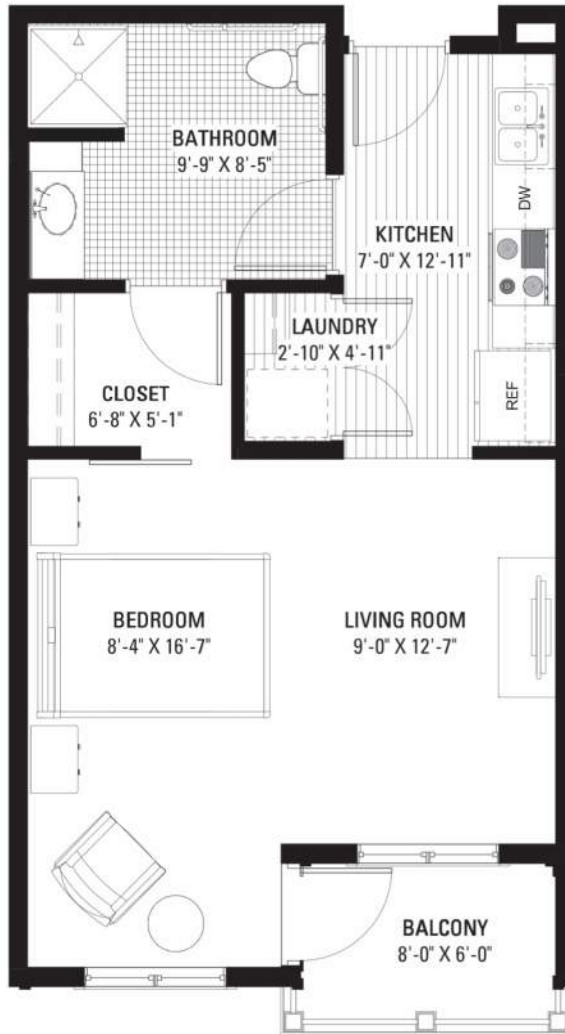 BATHROOM
9'-9" X 8'-5"
KITCHEN
7'-0" X 12'-11"
DW
LAUNDRY
2'-10" X 4'-11"
CLOSET
6'-8" X 5'-1"
REF
BEDROOM
8'-4" X 16'-7"
LIVING ROOM
9'-0" X 12'-7"
BALCONY
8'-0" X 6'-0"